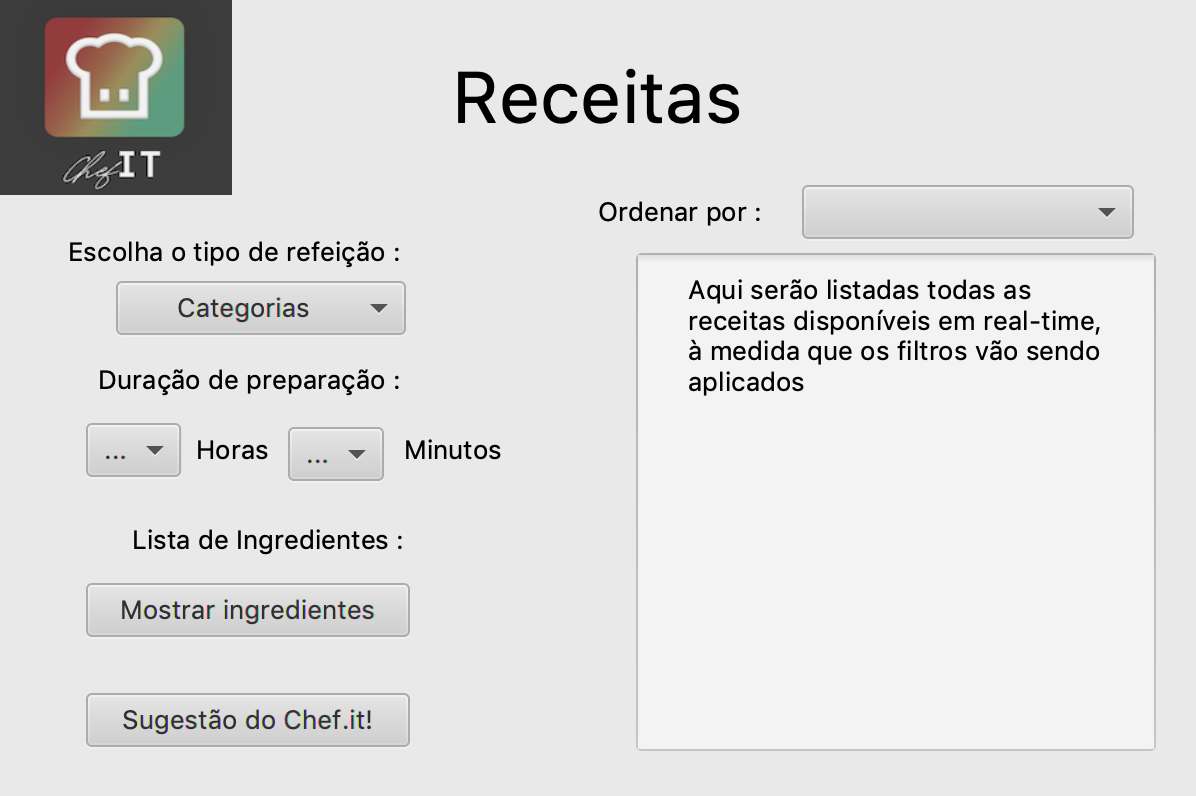 Chef IT
Receitas
Ordenar por :
Escolha o tipo de refeição :
Categorias
Duração de preparação :
... Horas ... Minutos
Lista de Ingredientes :
Mostrar ingredientes
Sugestão do Chef.it!
Aqui serão listadas todas as
receitas disponíveis em real-time,
à medida que os filtros vão sendo
aplicados